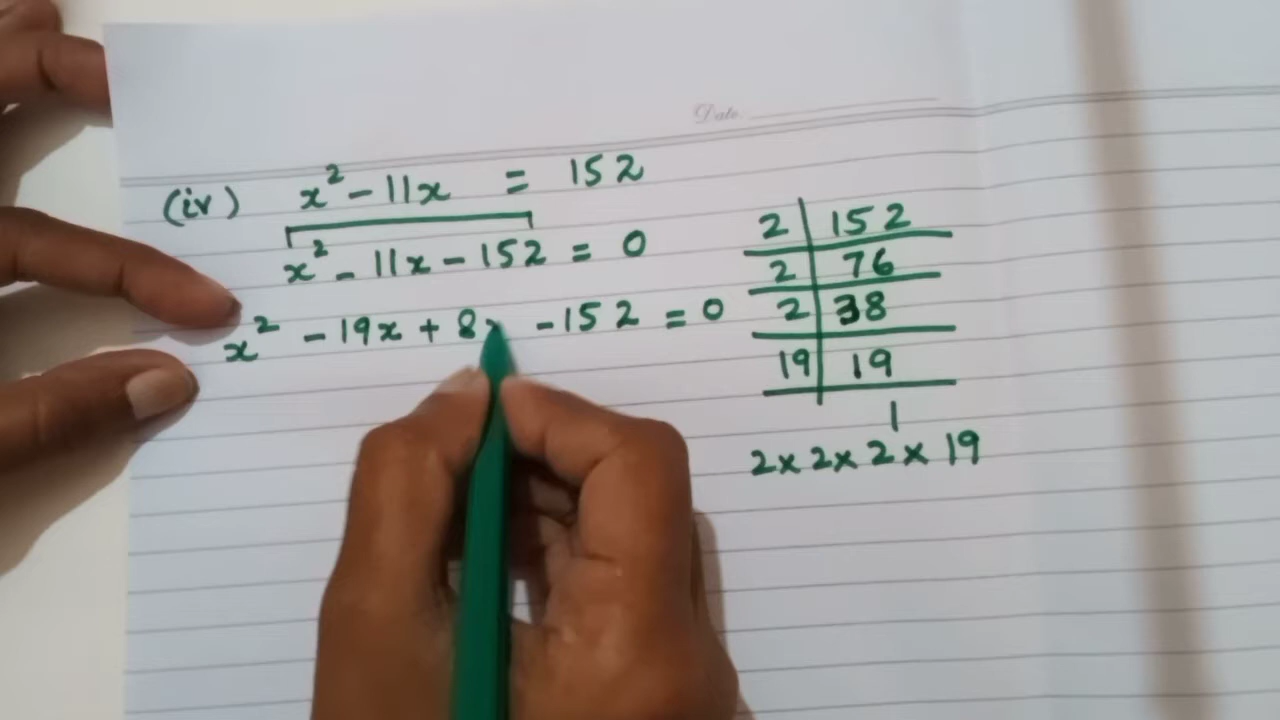 Date
(iv) x² - 11x = 152
x² - 11x - 152 = 0
x² - 19x + 8x - 152 = 0
2 | 152
2 | 76
2 | 38
19 | 19
1
2 x 2 x 2 x 19